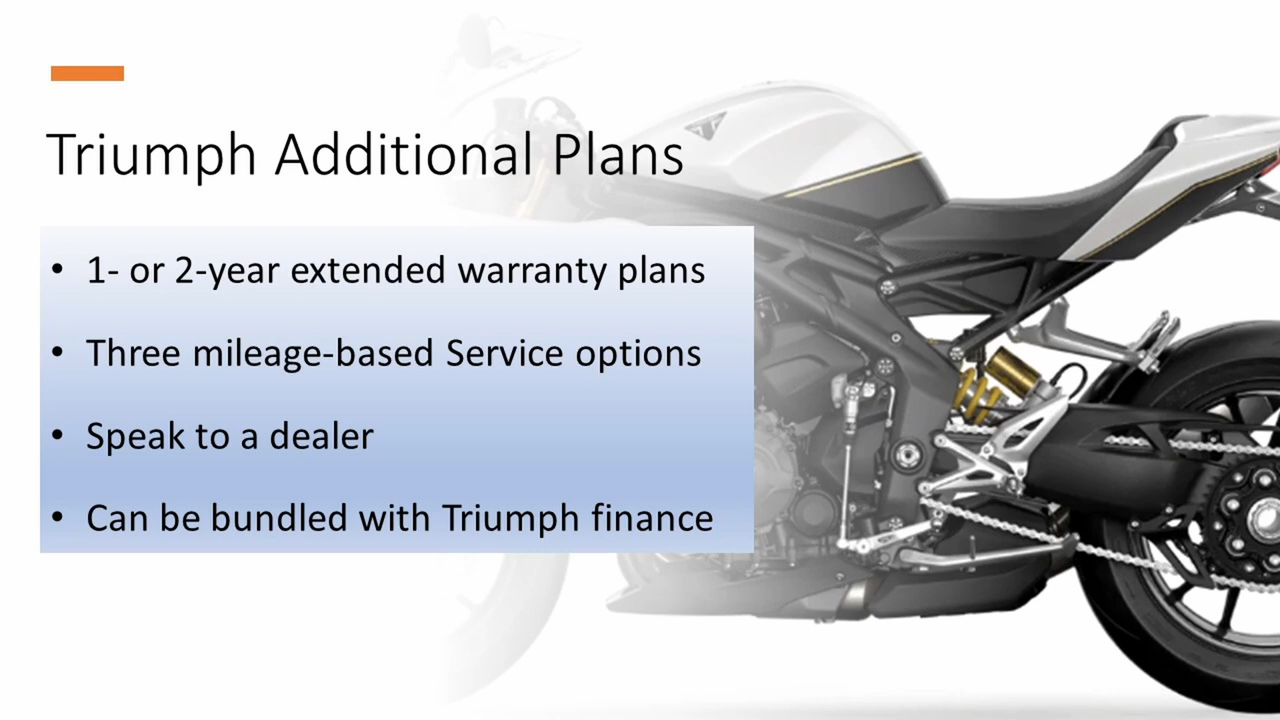 Triumph Additional Plans
• 1- or 2-year extended warranty plans
• Three mileage-based Service options
• Speak to a dealer
• Can be bundled with Triumph finance